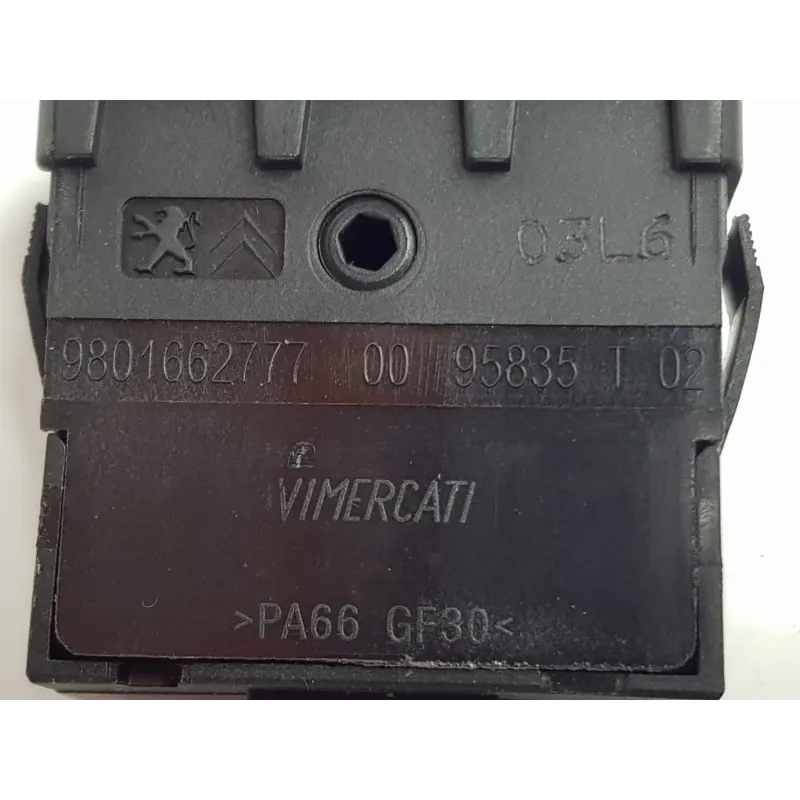 03L6
9801662777 00 95835 T 02
VIMERCATI
>PA66 GF30<